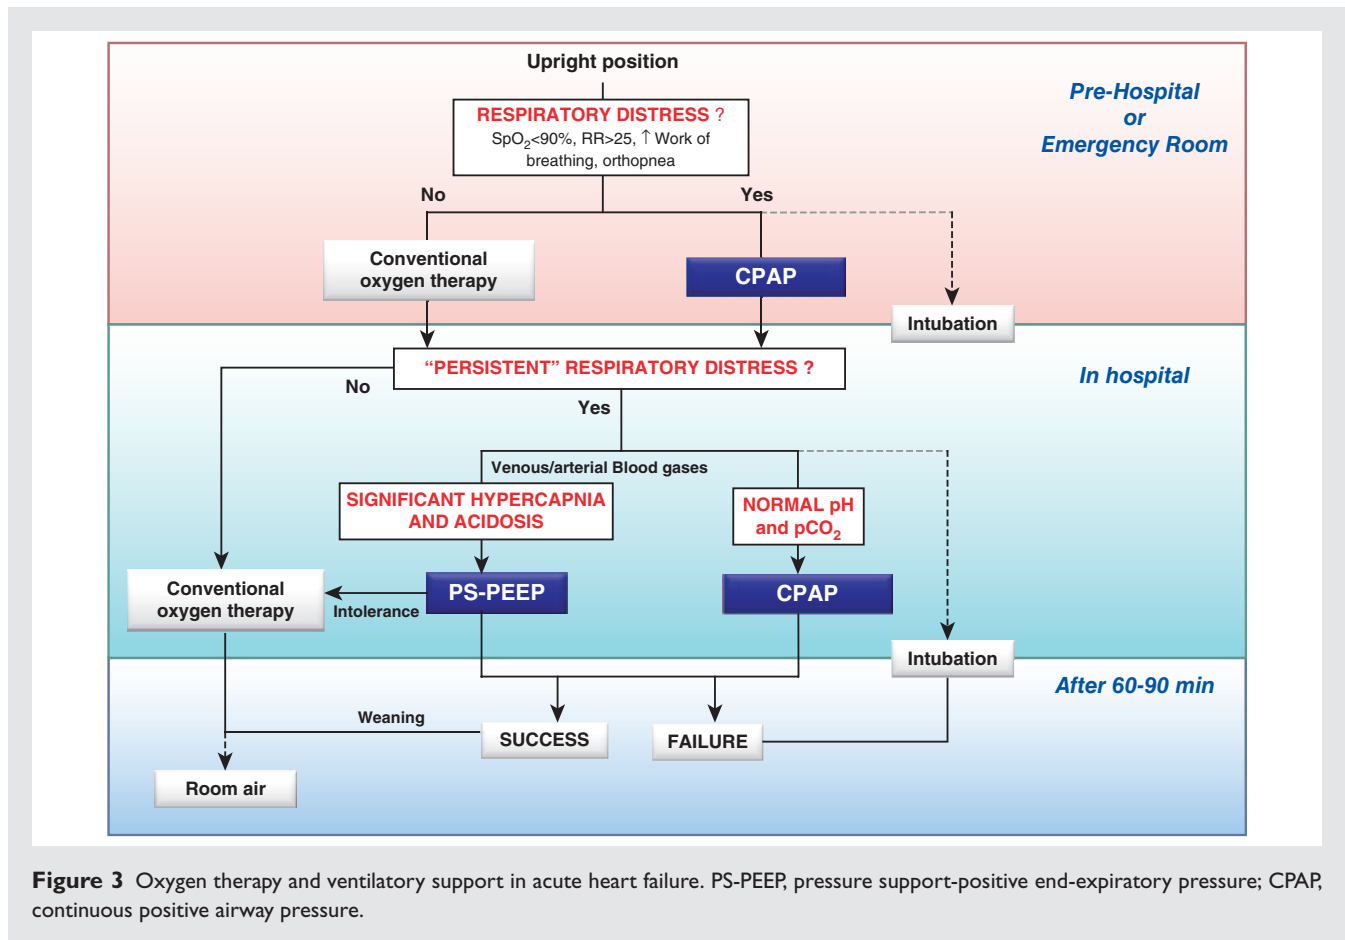 Upright position
Pre-Hospital
or
Emergency Room
RESPIRATORY DISTRESS ?
SpO₂<90%, RR>25, ↑ Work of
breathing, orthopnea
No
Yes
Conventional
oxygen therapy
CPAP
Intubation
“PERSISTENT” RESPIRATORY DISTRESS ?
In hospital
No
Yes
Venous/arterial Blood gases
SIGNIFICANT HYPERCAPNIA
AND ACIDOSIS
NORMAL pH
and pCO₂
Conventional
oxygen therapy
Intolerance
PS-PEEP
CPAP
Intubation
After 60-90 min
Weaning
SUCCESS
FAILURE
Room air
Figure 3 Oxygen therapy and ventilatory support in acute heart failure. PS-PEEP, pressure support-positive end-expiratory pressure; CPAP,
continuous positive airway pressure.